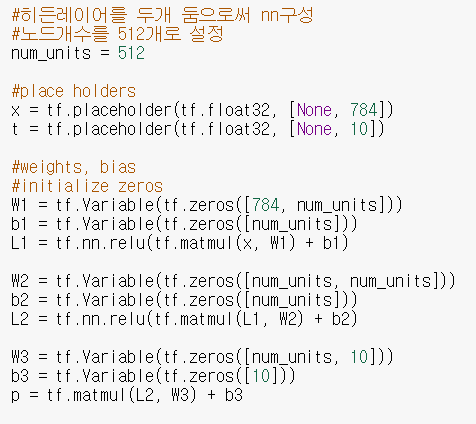 #히든레이어를 두개 둠으로써 nn구성
#노드개수를 512개로 설정
num_units = 512
#place holders
x = tf.placeholder(tf.float32, [None, 784])
t = tf.placeholder(tf.float32, [None, 10])
#weights, bias
#initialize zeros
W1 = tf.Variable(tf.zeros([784, num_units]))
b1 = tf.Variable(tf.zeros([num_units]))
L1 = tf.nn.relu(tf.matmul(x, W1) + b1)
W2 = tf.Variable(tf.zeros([num_units, num_units]))
b2 = tf.Variable(tf.zeros([num_units]))
L2 = tf.nn.relu(tf.matmul(L1, W2) + b2)
W3 = tf.Variable(tf.zeros([num_units, 10]))
b3 = tf.Variable(tf.zeros([10]))
p = tf.matmul(L2, W3) + b3